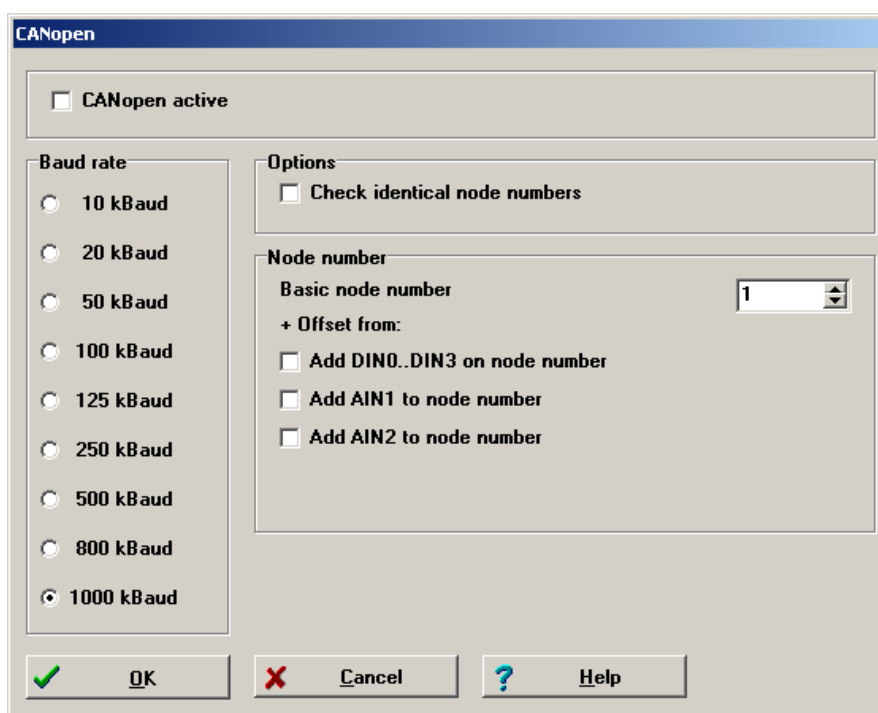 CANopen
CANopen active
Baud rate
10 kBaud
20 kBaud
50 kBaud
100 kBaud
125 kBaud
250 kBaud
500 kBaud
800 kBaud
1000 kBaud
Options
Check identical node numbers
Node number
Basic node number 1
+ Offset from:
Add DIN0..DIN3 on node number
Add AIN1 to node number
Add AIN2 to node number
OK Cancel ? Help